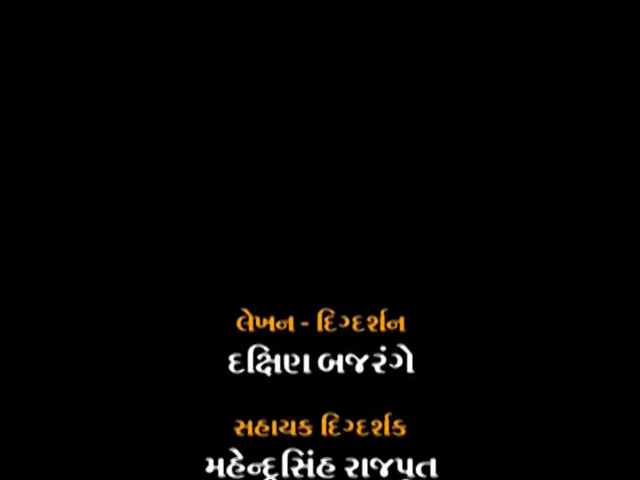 લેખન - દિગ્દર્શન
દક્ષિણ બજરંગે
સહાયક દિગ્દર્શક
મહેન્દ્રસિંહ રાજપૂત